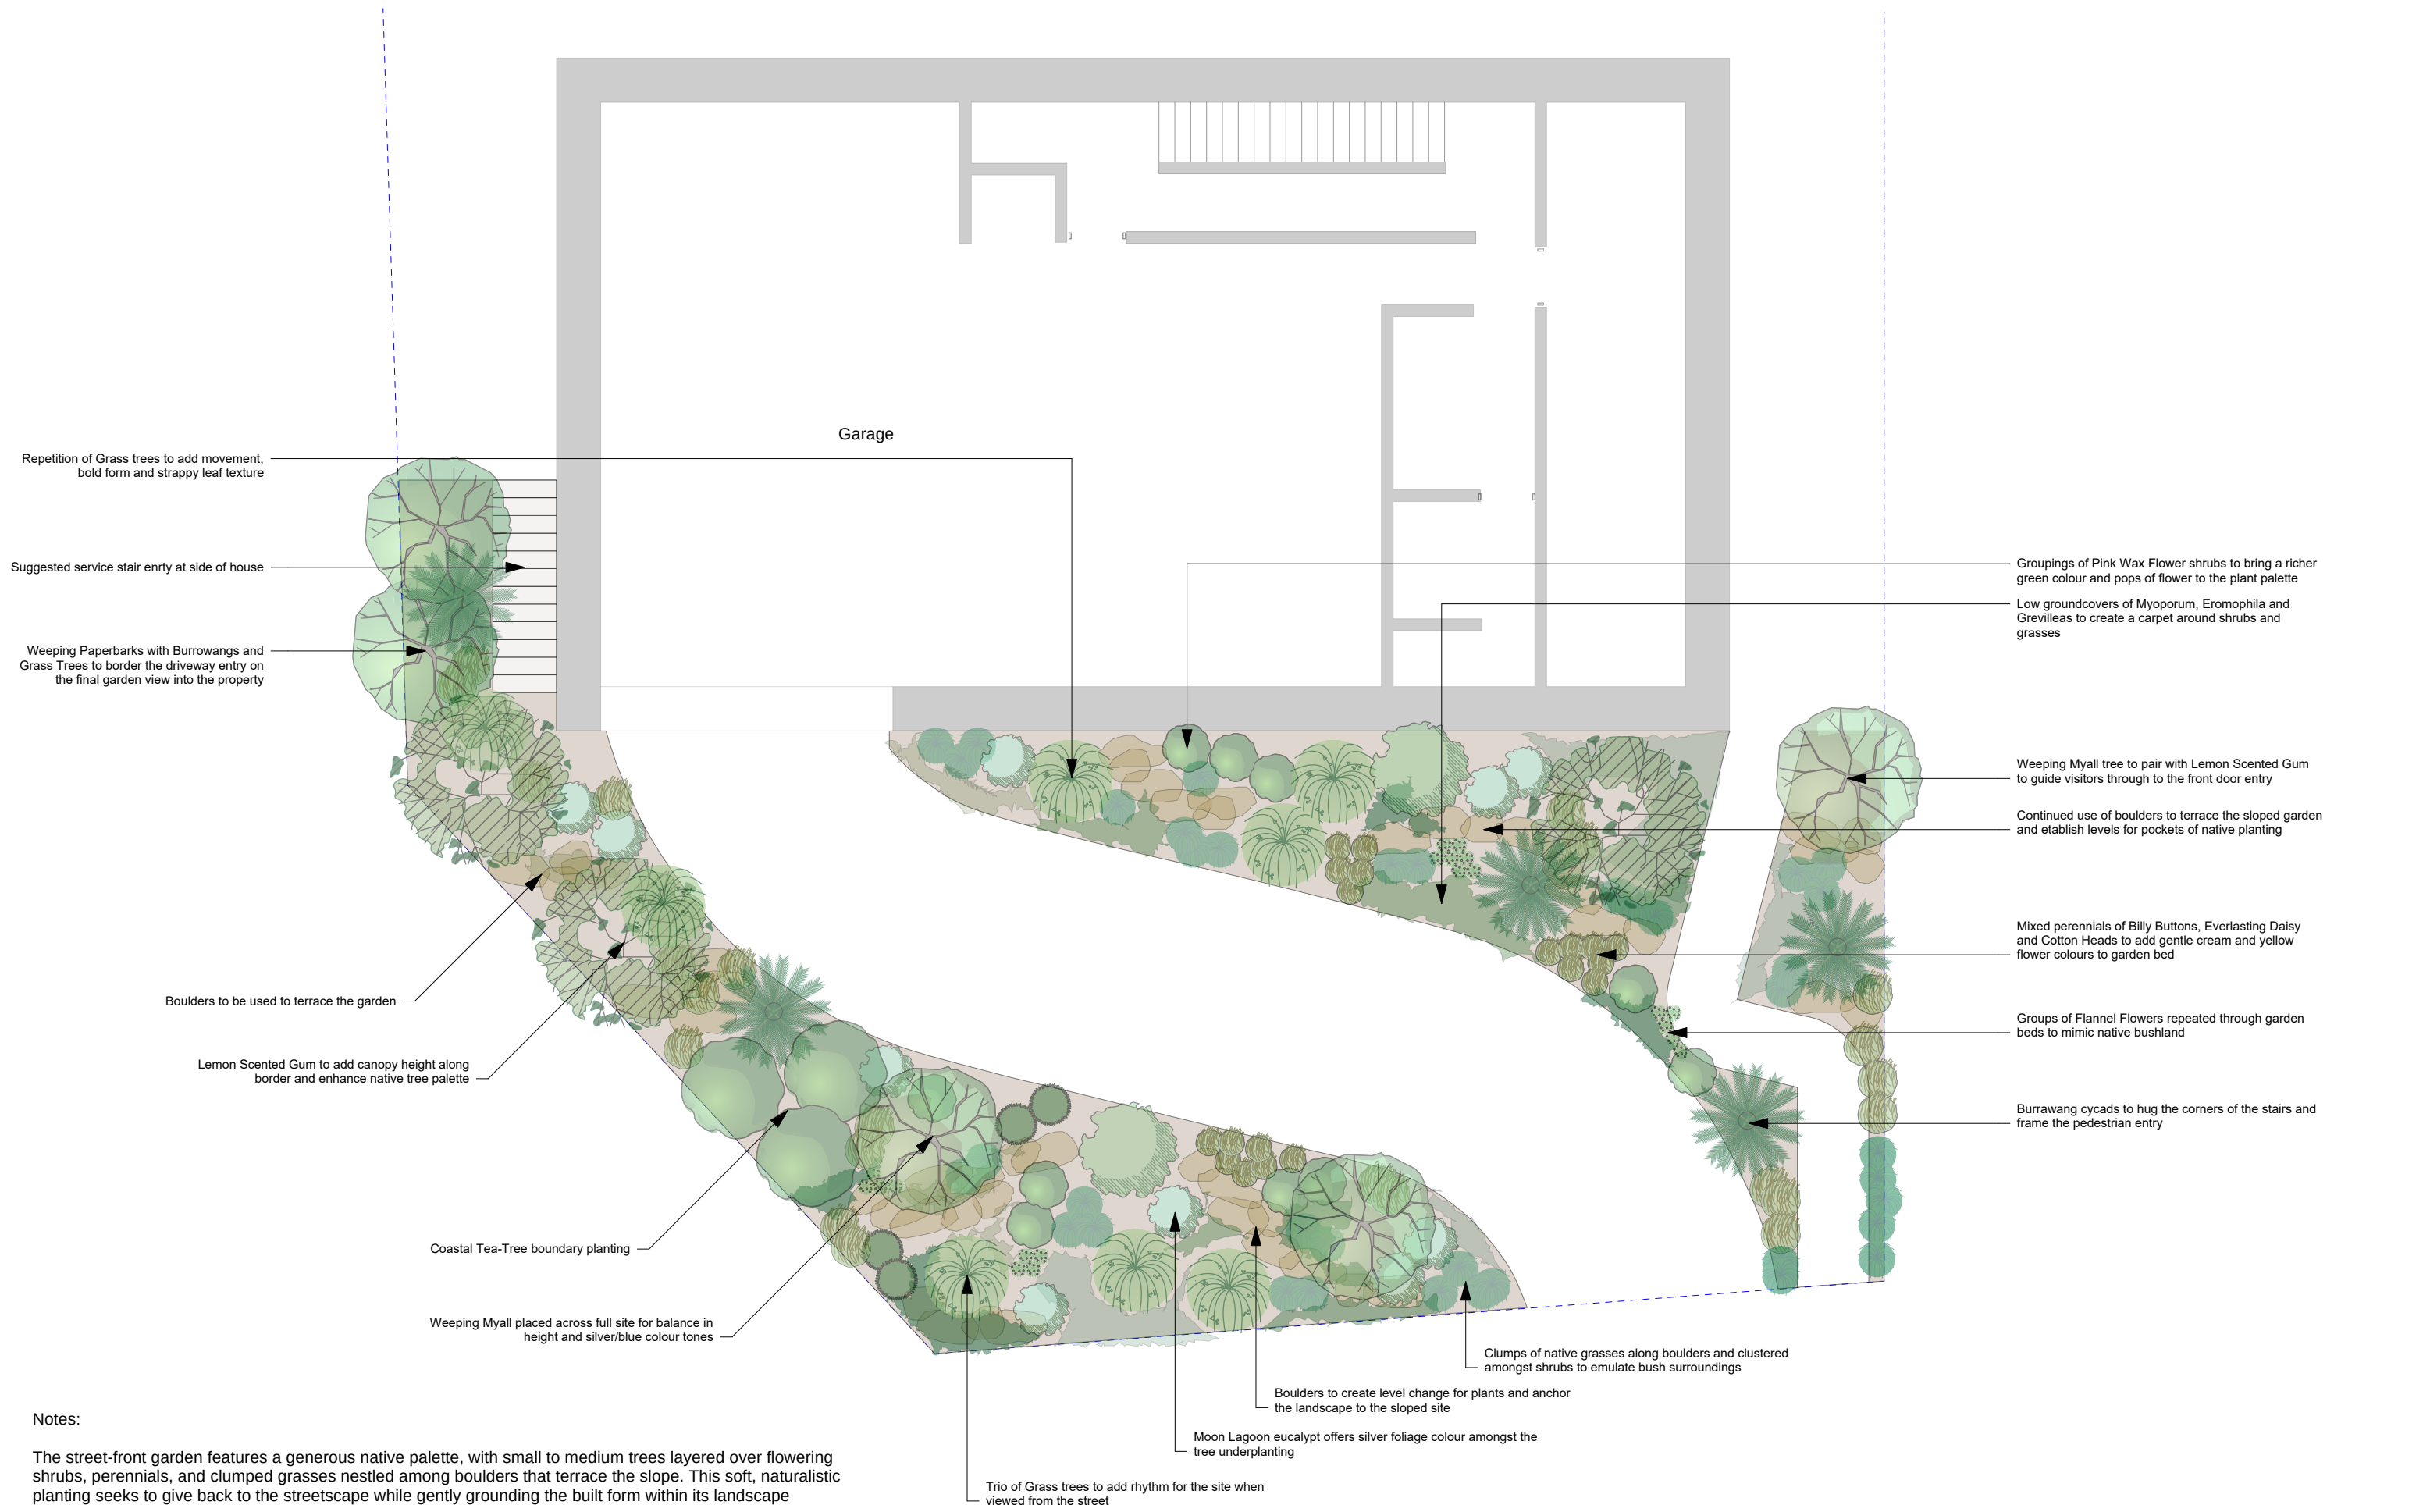 Garage
Repetition of Grass trees to add movement,
bold form and strappy leaf texture
Suggested service stair enrty at side of house
Weeping Paperbarks with Burrowangs and
Grass Trees to border the driveway entry on
the final garden view into the property
Boulders to be used to terrace the garden
Lemon Scented Gum to add canopy height along
border and enhance native tree palette
Coastal Tea-Tree boundary planting
Weeping Myall placed across full site for balance in
height and silver/blue colour tones
Groupings of Pink Wax Flower shrubs to bring a richer
green colour and pops of flower to the plant palette
Low groundcovers of Myoporum, Eromophila and
Grevilleas to create a carpet around shrubs and
grasses
Weeping Myall tree to pair with Lemon Scented Gum
to guide visitors through to the front door entry
Continued use of boulders to terrace the sloped garden
and etablish levels for pockets of native planting
Mixed perennials of Billy Buttons, Everlasting Daisy
and Cotton Heads to add gentle cream and yellow
flower colours to garden bed
Groups of Flannel Flowers repeated through garden
beds to mimic native bushland
Burrawang cycads to hug the corners of the stairs and
frame the pedestrian entry
Clumps of native grasses along boulders and clustered
amongst shrubs to emulate bush surroundings
Boulders to create level change for plants and anchor
the landscape to the sloped site
Moon Lagoon eucalypt offers silver foliage colour amongst the
tree underplanting
Trio of Grass trees to add rhythm for the site when
viewed from the street
Notes:
The street-front garden features a generous native palette, with small to medium trees layered over flowering
shrubs, perennials, and clumped grasses nestled among boulders that terrace the slope. This soft, naturalistic
planting seeks to give back to the streetscape while gently grounding the built form within its landscape